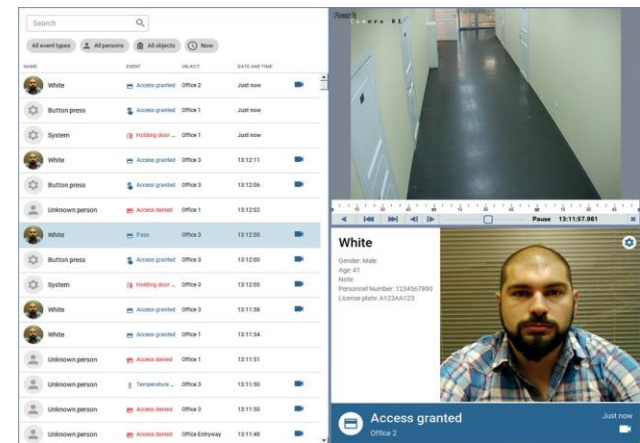 Search
All event types All persons All objects Now
NAME EVENT OBJECT DATE AND TIME
White Access granted Office 2 Just now
Button press Access granted Office 1 Just now
System Holding door ... Office 1 Just now
White Access granted Office 3 13:12:11
Button press Access granted Office 3 13:12:06
Unknown person Access denied Office 1 13:12:02
White Pass Office 3 13:12:00
Button press Access granted Office 3 13:12:00
System Holding door ... Office 3 13:12:00
White Access granted Office 3 13:11:58
White Access granted Office 1 13:11:54
Unknown person Access denied Office 1 13:11:51
Unknown person Temperature ... Office 3 13:11:50
Unknown person Access denied Office 3 13:11:50
Unknown person Access denied Office Entryway 13:11:48
Camera 01
Pause 13:11:57.981
White
Gender: Male
Age: 41
Note:
Personnel Number: 1234567890
License plate: A123AA123
Access granted Just now
Office 2